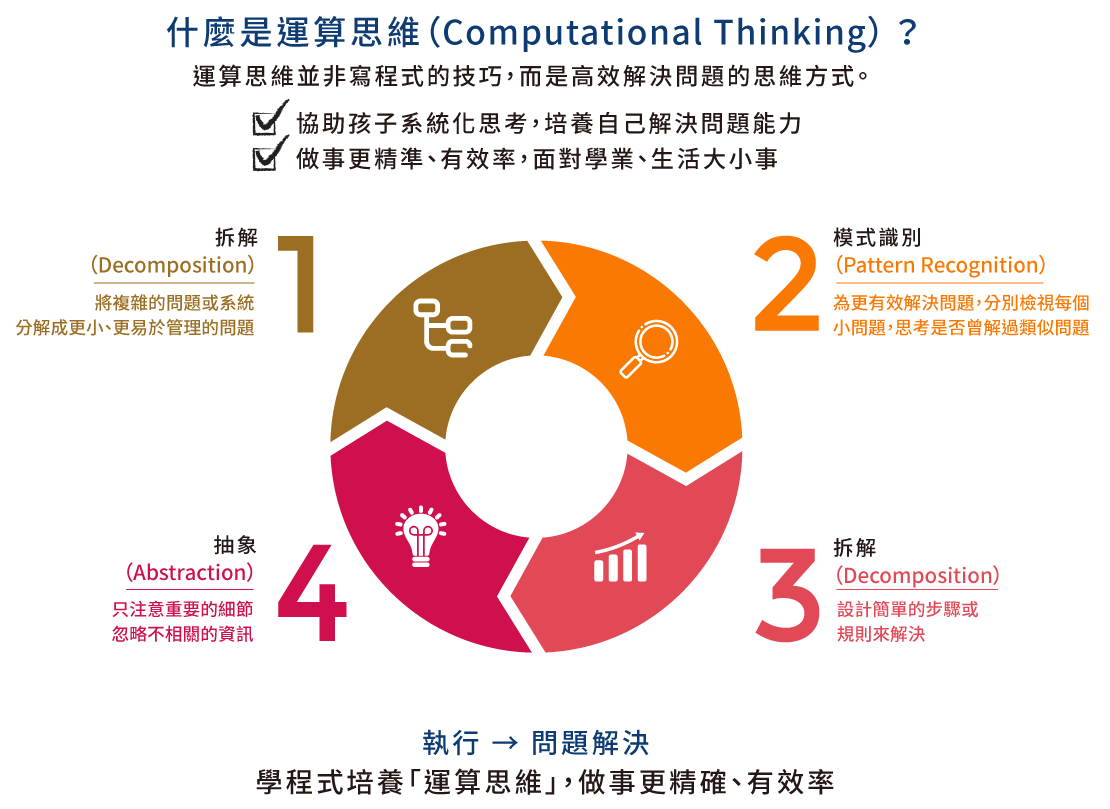 什麼是運算思維（Computational Thinking）？
運算思維並非寫程式的技巧，而是高效解決問題的思維方式。
協助孩子系統化思考，培養自己解決問題能力
做事更精準、有效率，面對學業、生活大小事
1
拆解
（Decomposition）
將複雜的問題或系統
分解成更小、更易於管理的問題
2
模式識別
（Pattern Recognition）
為更有效解決問題，分別檢視每個
小問題，思考是否曾解過類似問題
3
拆解
（Decomposition）
設計簡單的步驟或
規則來解決
4
抽象
（Abstraction）
只注意重要的細節
忽略不相關的資訊
執行 → 問題解決
學程式培養「運算思維」，做事更精確、有效率